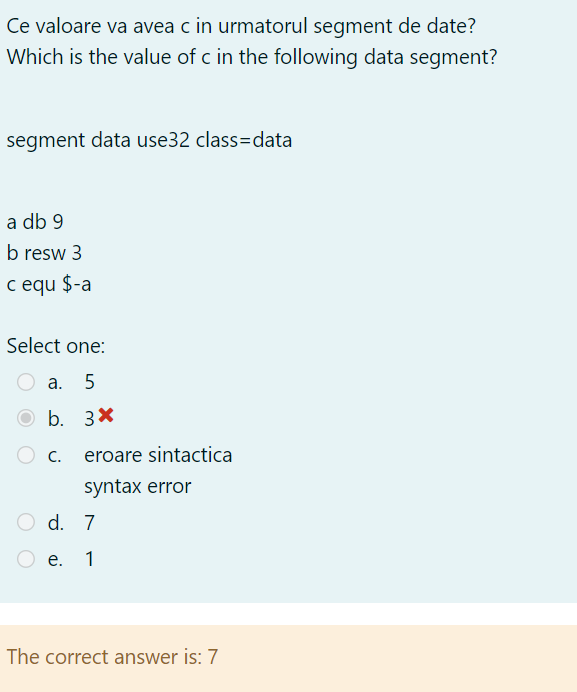 Ce valoare va avea c in urmatorul segment de date?
Which is the value of c in the following data segment?
segment data use32 class=data
a db 9
b resw 3
c equ $-a
Select one:
a. 5
b. 3
c. eroare sintactica
syntax error
d. 7
e. 1
The correct answer is: 7